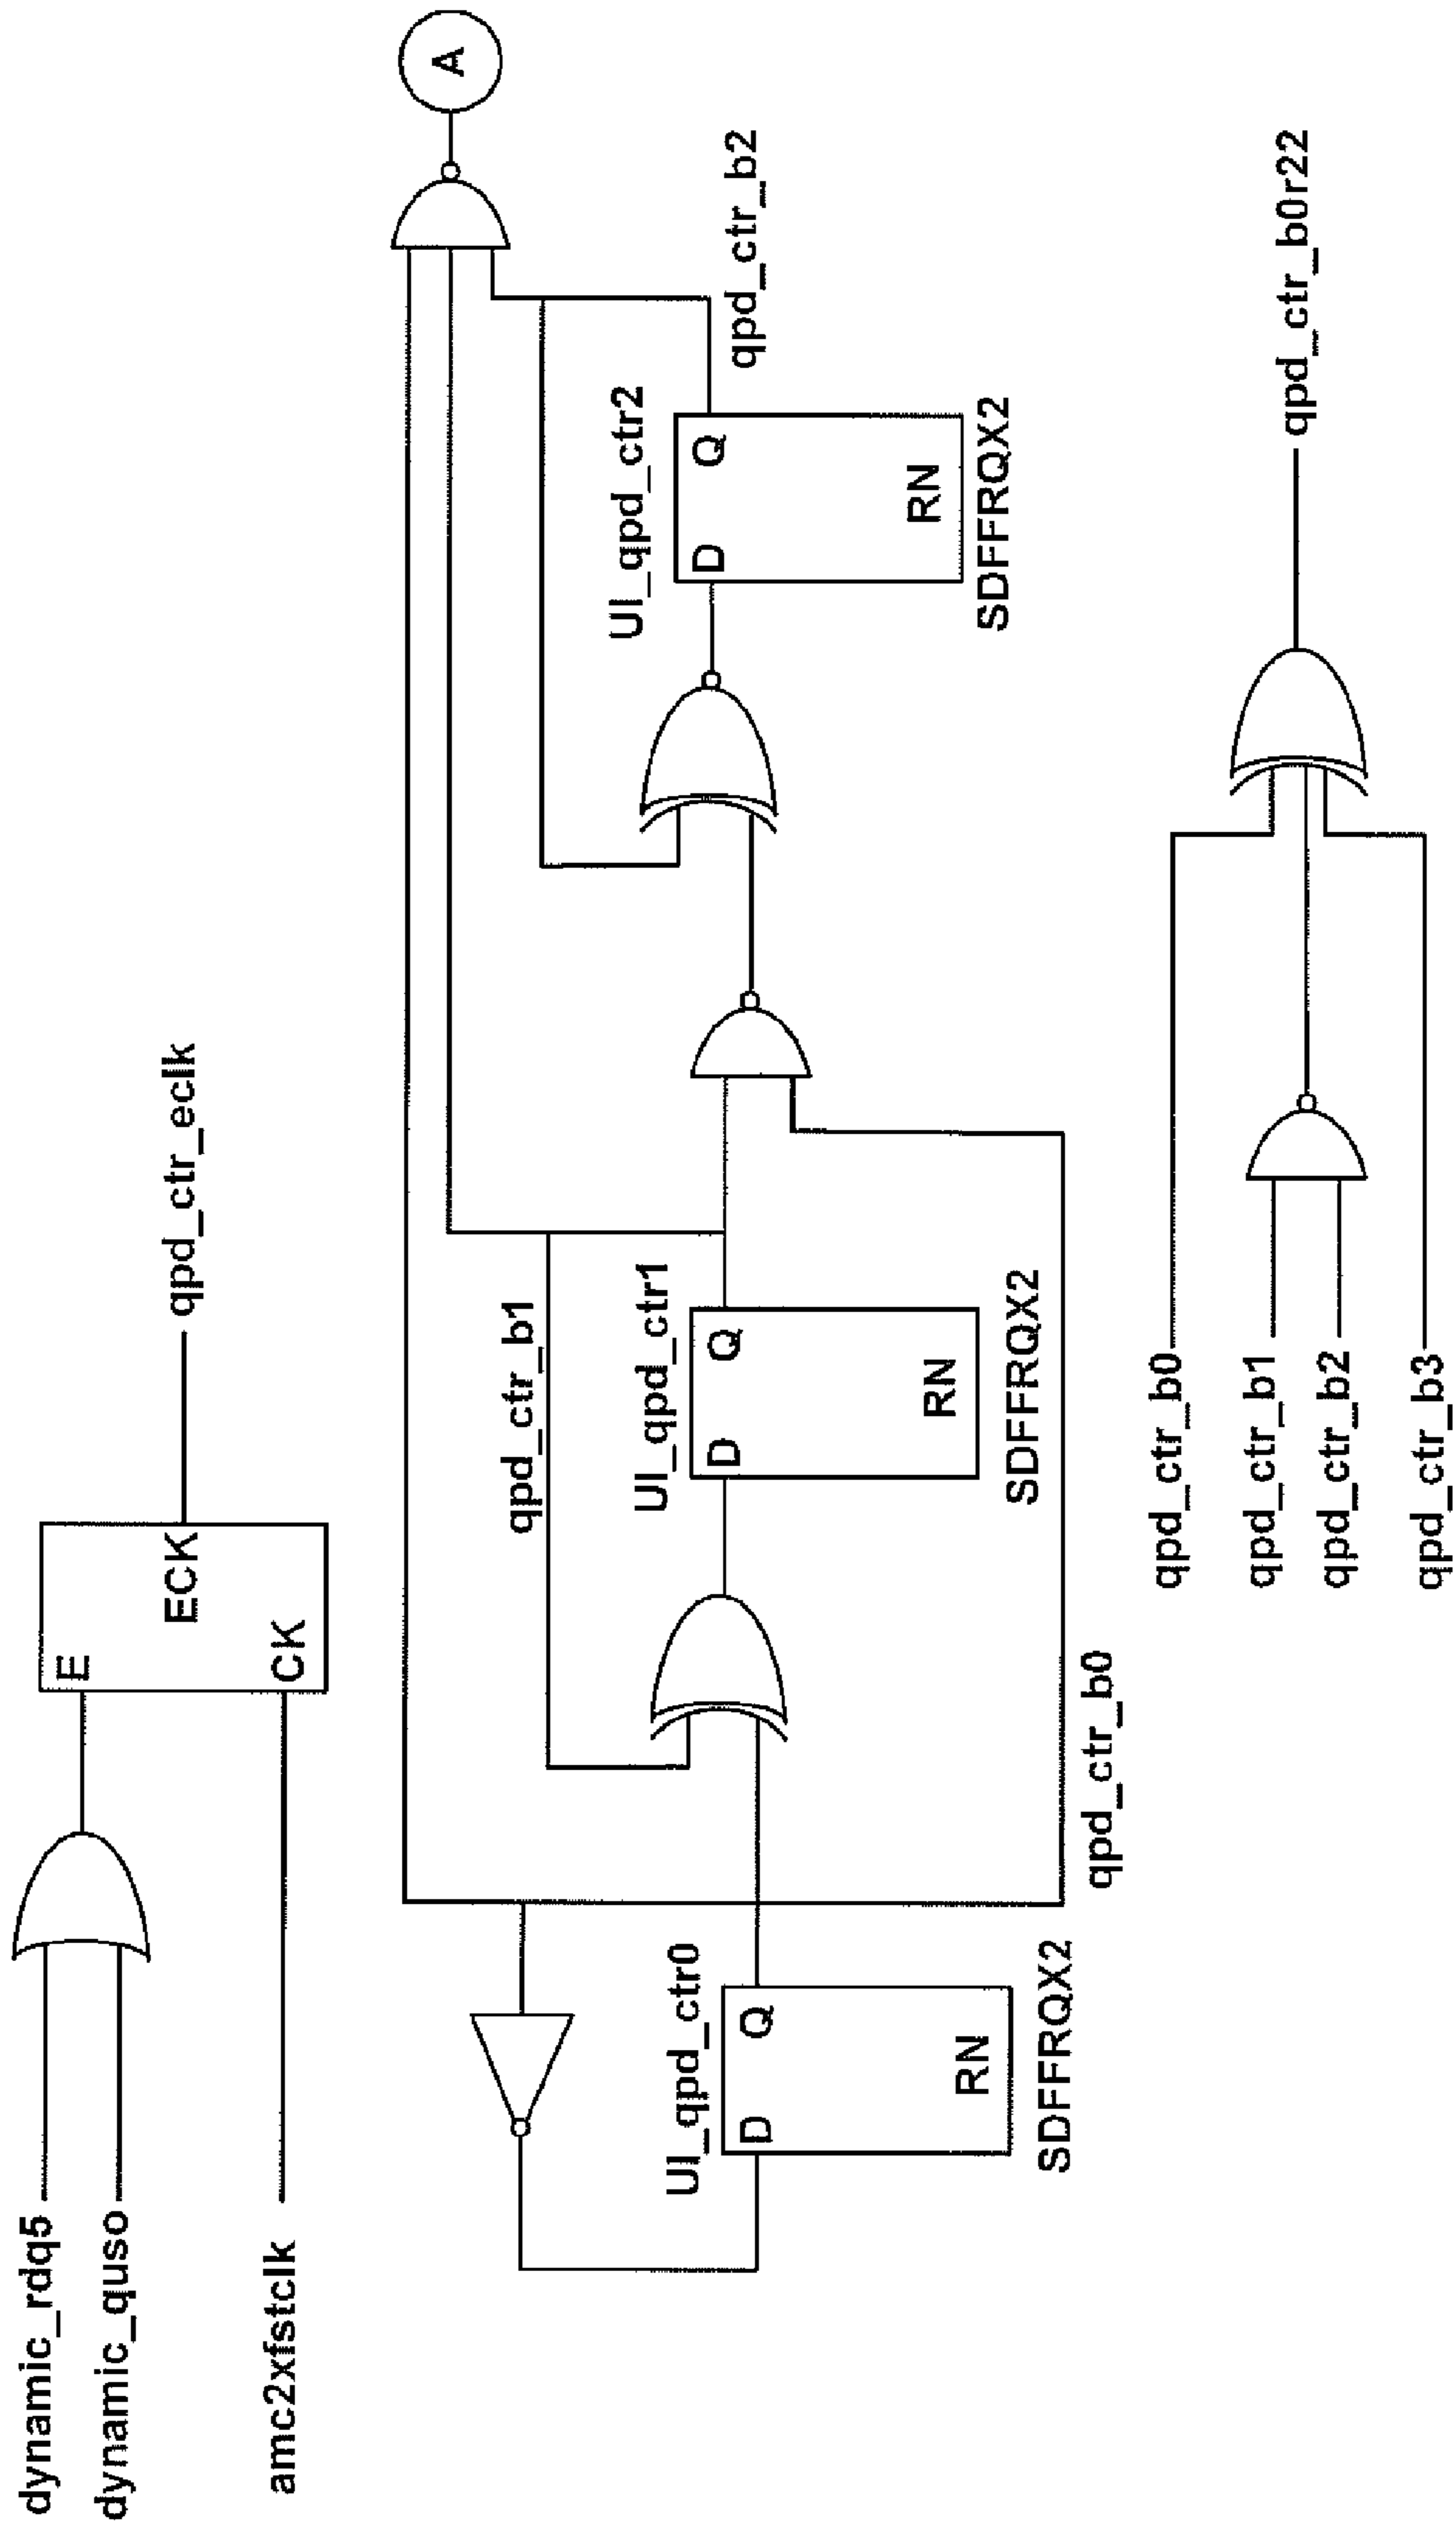 dynamic_rdq5
dynamic_quso
amc2xfstclk
E
CK
ECK
qpd_ctr_eclk
UI_qpd_ctr0
D
Q
RN
SDFFRQX2
qpd_ctr_b0
qpd_ctr_b1
UI_qpd_ctr1
D
Q
RN
SDFFRQX2
UI_qpd_ctr2
D
Q
RN
SDFFRQX2
qpd_ctr_b2
A
qpd_ctr_b0
qpd_ctr_b1
qpd_ctr_b2
qpd_ctr_b3
qpd_ctr_b0r22